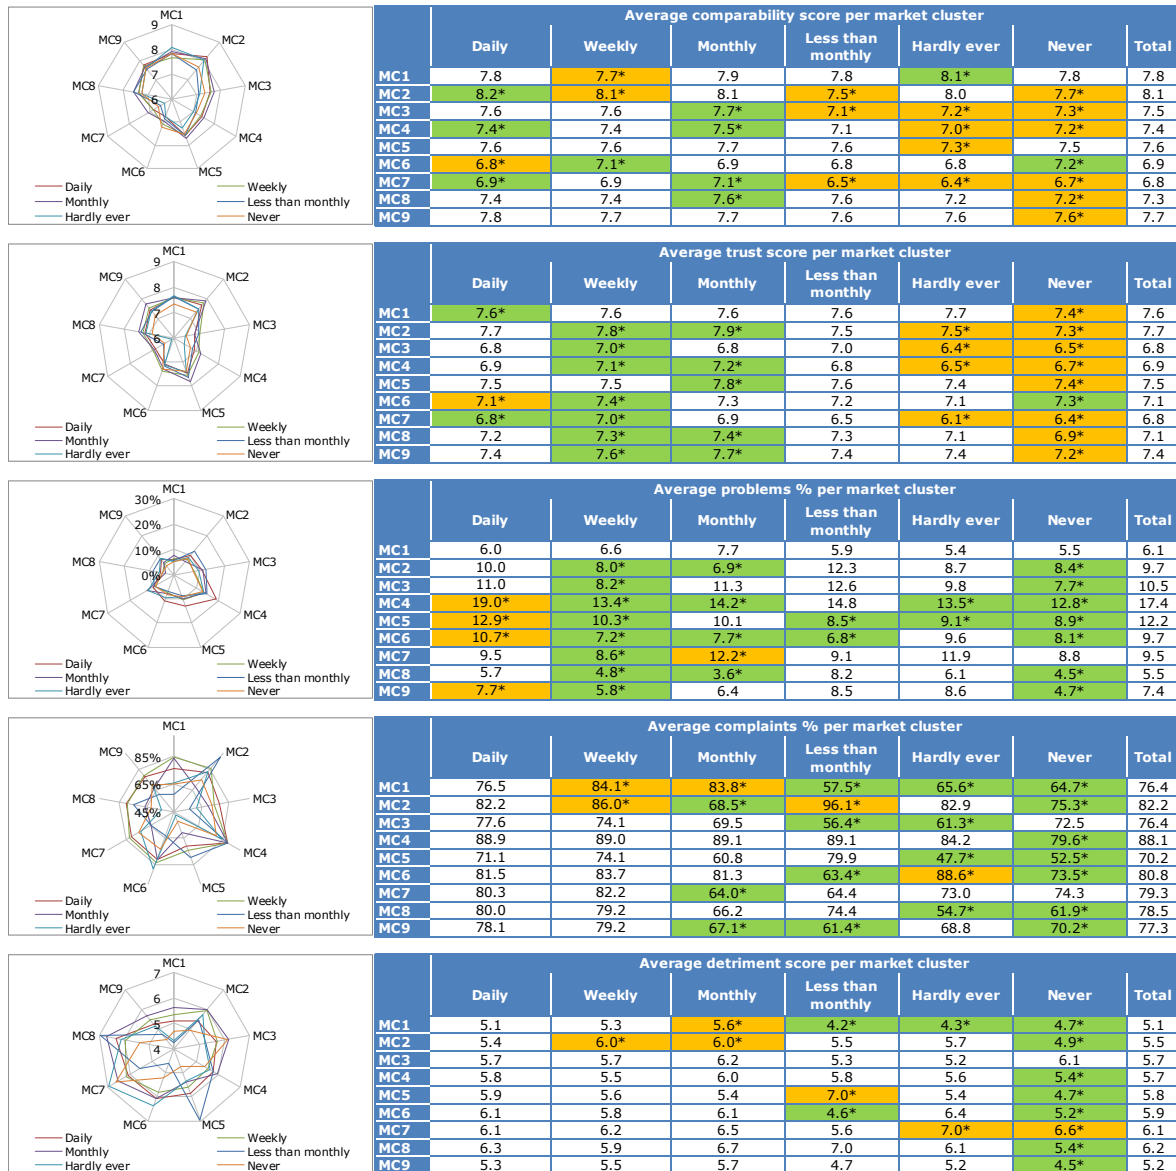 MC1
9
8
7
6
MC2
MC3
MC4
MC5
MC6
MC7
MC8
MC9
Daily Weekly
Monthly Less than monthly
Hardly ever Never
Average comparability score per market cluster
Daily Weekly Monthly Less than monthly Hardly ever Never Total
MC1 7.8 7.7* 7.9 7.8 8.1* 7.8 7.8
MC2 8.2* 8.1* 8.1 7.5* 8.0 7.7* 8.1
MC3 7.6 7.6 7.7* 7.1* 7.2* 7.3* 7.5
MC4 7.4* 7.4 7.5* 7.1 7.0* 7.2* 7.4
MC5 7.6 7.6 7.7 7.6 7.3* 7.5 7.6
MC6 6.8* 7.1* 6.9 6.8 6.8 7.2* 6.9
MC7 6.9* 6.9 7.1* 6.5* 6.4* 6.7* 6.8
MC8 7.4 7.4 7.6* 7.6 7.2 7.2* 7.3
MC9 7.8 7.7 7.7 7.6 7.6 7.6* 7.7
MC1
9
8
7
6
MC2
MC3
MC4
MC5
MC6
MC7
MC8
MC9
Daily Weekly
Monthly Less than monthly
Hardly ever Never
Average trust score per market cluster
Daily Weekly Monthly Less than monthly Hardly ever Never Total
MC1 7.6* 7.6 7.6 7.6 7.7 7.4* 7.6
MC2 7.7 7.8* 7.9* 7.5 7.5* 7.3* 7.7
MC3 6.8 7.0* 6.8 7.0 6.4* 6.5* 6.8
MC4 6.9 7.1* 7.2* 6.8 6.5* 6.7* 6.9
MC5 7.5 7.5 7.8* 7.6 7.4 7.4* 7.5
MC6 7.1* 7.4* 7.3 7.2 7.1 7.3* 7.1
MC7 6.8* 7.0* 6.9 6.5 6.1* 6.4* 6.8
MC8 7.2 7.3* 7.4* 7.3 7.1 6.9* 7.1
MC9 7.4 7.6* 7.7* 7.4 7.4 7.2* 7.4
MC1
30%
20%
10%
0%
MC2
MC3
MC4
MC5
MC6
MC7
MC8
MC9
Daily Weekly
Monthly Less than monthly
Hardly ever Never
Average problems % per market cluster
Daily Weekly Monthly Less than monthly Hardly ever Never Total
MC1 6.0 6.6 7.7 5.9 5.4 5.5 6.1
MC2 10.0 8.0* 6.9* 12.3 8.7 8.4* 9.7
MC3 11.0 8.2* 11.3 12.6 9.8 7.7* 10.5
MC4 19.0* 13.4* 14.2* 14.8 13.5* 12.8* 17.4
MC5 12.9* 10.3* 10.1 8.5* 9.1* 8.9* 12.2
MC6 10.7* 7.2* 7.7* 6.8* 9.6 8.1* 9.7
MC7 9.5 8.6* 12.2* 9.1 11.9 8.8 9.5
MC8 5.7 4.8* 3.6* 8.2 6.1 4.5* 5.5
MC9 7.7* 5.8* 6.4 8.5 8.6 4.7* 7.4
MC1
85%
65%
45%
MC2
MC3
MC4
MC5
MC6
MC7
MC8
MC9
Daily Weekly
Monthly Less than monthly
Hardly ever Never
Average complaints % per market cluster
Daily Weekly Monthly Less than monthly Hardly ever Never Total
MC1 76.5 84.1* 83.8* 57.5* 65.6* 64.7* 76.4
MC2 82.2 86.0* 68.5* 96.1* 82.9 75.3* 82.2
MC3 77.6 74.1 69.5 56.4* 61.3* 72.5 76.4
MC4 88.9 89.0 89.1 89.1 84.2 79.6* 88.1
MC5 71.1 74.1 60.8 79.9 47.7* 52.5* 70.2
MC6 81.5 83.7 81.3 63.4* 88.6* 73.5* 80.8
MC7 80.3 82.2 64.0* 64.4 73.0 74.3 79.3
MC8 80.0 79.2 66.2 74.4 54.7* 61.9* 78.5
MC9 78.1 79.2 67.1* 61.4* 68.8 70.2* 77.3
MC1
7
6
5
4
MC2
MC3
MC4
MC5
MC6
MC7
MC8
MC9
Daily Weekly
Monthly Less than monthly
Hardly ever Never
Average detriment score per market cluster
Daily Weekly Monthly Less than monthly Hardly ever Never Total
MC1 5.1 5.3 5.6* 4.2* 4.3* 4.7* 5.1
MC2 5.4 6.0* 6.0* 5.5 5.7 4.9* 5.5
MC3 5.7 5.7 6.2 5.3 5.2 6.1 5.7
MC4 5.8 5.5 6.0 5.8 5.6 5.4* 5.7
MC5 5.9 5.6 5.4 7.0* 5.4 4.7* 5.8
MC6 6.1 5.8 6.1 4.6* 6.4 5.2* 5.9
MC7 6.1 6.2 6.5 5.6 7.0* 6.6* 6.1
MC8 6.3 5.9 6.7 7.0 6.1 5.4* 6.2
MC9 5.3 5.5 5.7 4.7 5.2 4.5* 5.2